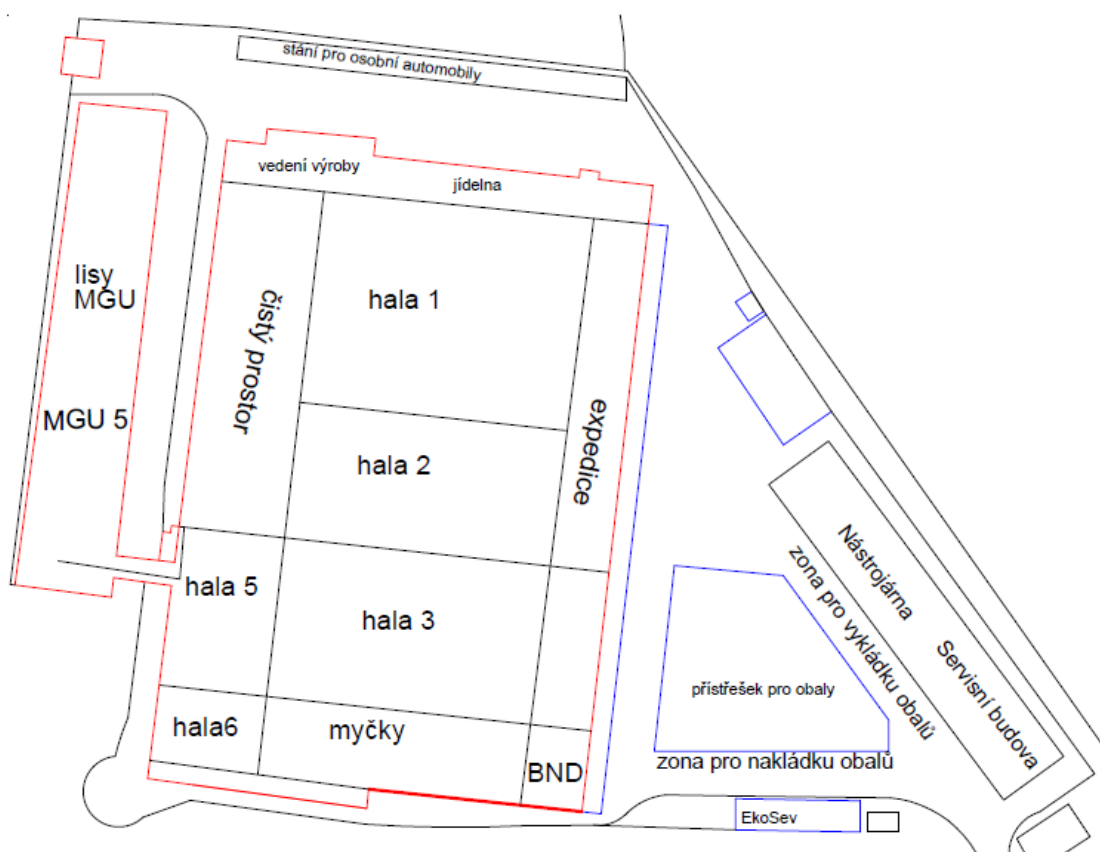 stání pro osobní automobily
vedení výroby
jídelna
lisy
MGU
MGU 5
čistý prostor
hala 1
hala 2
expedice
hala 5
hala 3
hala6
myčky
BND
Nástrojárna
Servisní budova
zona pro vykládku obalů
přístřešek pro obaly
zona pro nakládku obalů
EkoSev